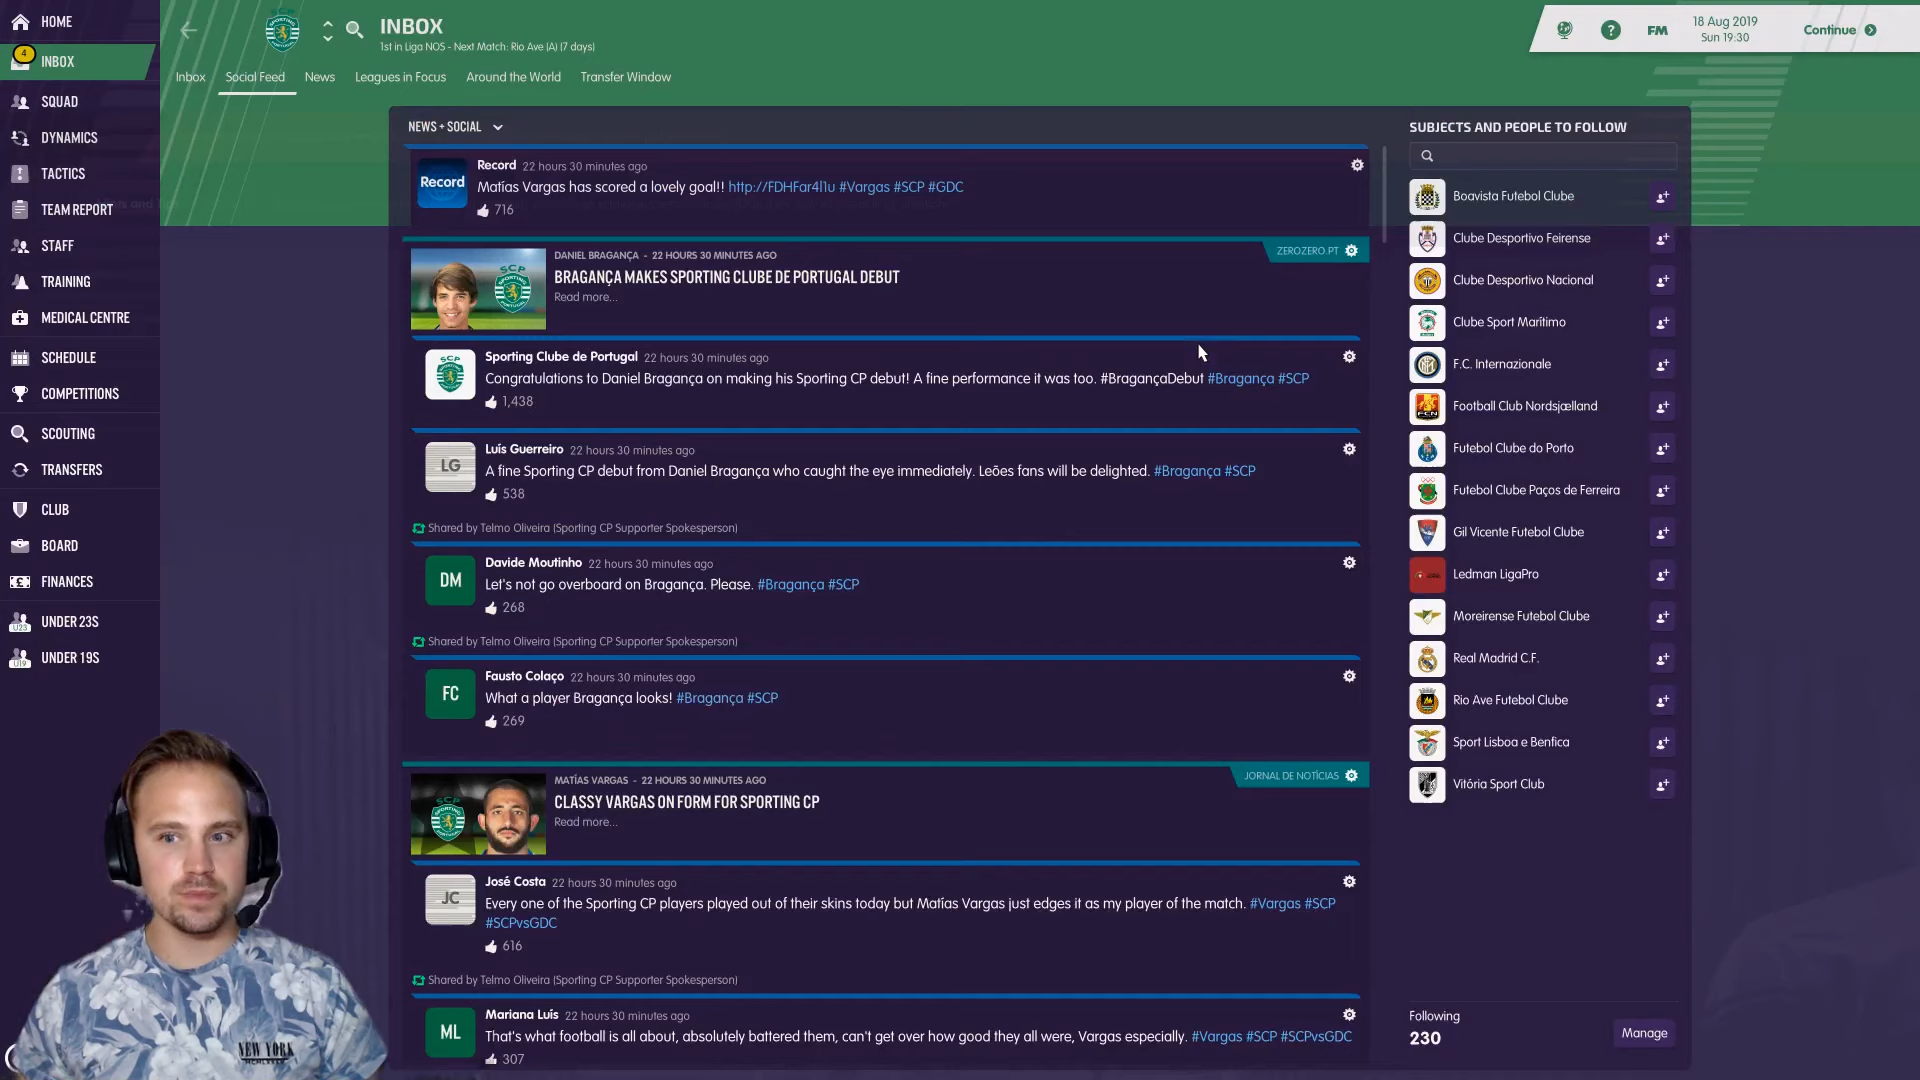 HOME
4
INBOX
SQUAD
DYNAMICS
TACTICS
TEAM REPORT
STAFF
TRAINING
MEDICAL CENTRE
SCHEDULE
COMPETITIONS
SCOUTING
TRANSFERS
CLUB
BOARD
FINANCES
U23
UNDER 23S
U19
UNDER 19S
SCP
INBOX
1st in Liga NOS - Next Match: Rio Ave (A) (7 days)
FM
18 Aug 2019
Sun 19:30
Continue
Inbox
Social Feed
News
Leagues in Focus
Around the World
Transfer Window
NEWS + SOCIAL
Record
Record 22 hours 30 minutes ago
Matías Vargas has scored a lovely goal!! http://FDHFar4l1u #Vargas #SCP #GDC
716
DANIEL BRAGANÇA - 22 HOURS 30 MINUTES AGO
ZEROZERO.PT
BRAGANÇA MAKES SPORTING CLUBE DE PORTUGAL DEBUT
Read more...
SCP
Sporting Clube de Portugal 22 hours 30 minutes ago
Congratulations to Daniel Bragança on making his Sporting CP debut! A fine performance it was too. #BragançaDebut #Bragança #SCP
1,438
LG
Luís Guerreiro 22 hours 30 minutes ago
A fine Sporting CP debut from Daniel Bragança who caught the eye immediately. Leões fans will be delighted. #Bragança #SCP
538
Shared by Telmo Oliveira (Sporting CP Supporter Spokesperson)
DM
Davide Moutinho 22 hours 30 minutes ago
Let's not go overboard on Bragança. Please. #Bragança #SCP
268
Shared by Telmo Oliveira (Sporting CP Supporter Spokesperson)
FC
Fausto Colaço 22 hours 30 minutes ago
What a player Bragança looks! #Bragança #SCP
269
MATÍAS VARGAS - 22 HOURS 30 MINUTES AGO
JORNAL DE NOTÍCIAS
CLASSY VARGAS ON FORM FOR SPORTING CP
Read more...
JC
José Costa 22 hours 30 minutes ago
Every one of the Sporting CP players played out of their skins today but Matías Vargas just edges it as my player of the match. #Vargas #SCP
#SCPvsGDC
616
Shared by Telmo Oliveira (Sporting CP Supporter Spokesperson)
ML
Mariana Luís 22 hours 30 minutes ago
That's what football is all about, absolutely battered them, can't get over how good they all were, Vargas especially. #Vargas #SCP #SCPvsGDC
307
SUBJECTS AND PEOPLE TO FOLLOW
Boavista Futebol Clube
Clube Desportivo Feirense
Clube Desportivo Nacional
Clube Sport Marítimo
F.C. Internazionale
Football Club Nordsjælland
Futebol Clube do Porto
Futebol Clube Paços de Ferreira
Gil Vicente Futebol Clube
Ledman LigaPro
Moreirense Futebol Clube
Real Madrid C.F.
Rio Ave Futebol Clube
Sport Lisboa e Benfica
Vitória Sport Club
Following
230
Manage
NEW YORK